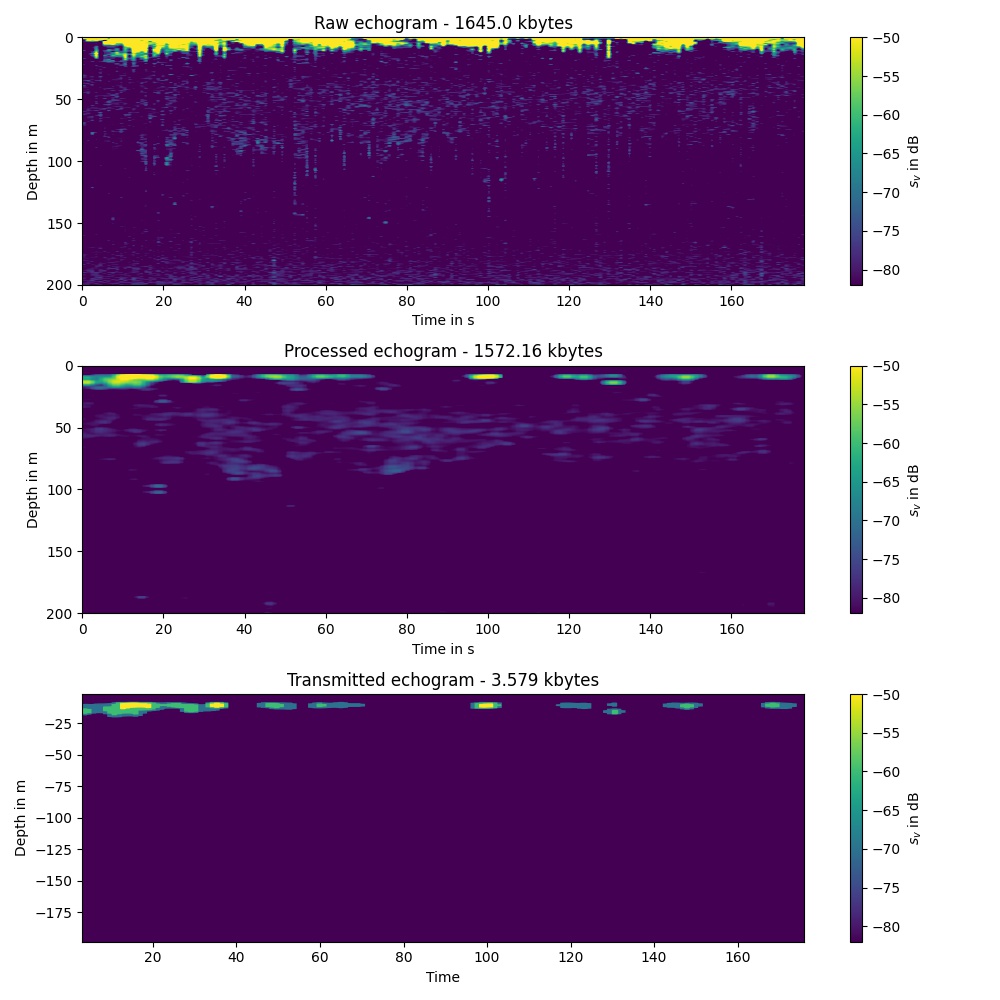 Raw echogram - 1645.0 kbytes
0
50
100
150
200
Depth in m
0 20 40 60 80 100 120 140 160
Time in s
−50
−55
−60
−65
−70
−75
−80
sv in dB
Processed echogram - 1572.16 kbytes
0
50
100
150
200
Depth in m
0 20 40 60 80 100 120 140 160
Time in s
−50
−55
−60
−65
−70
−75
−80
sv in dB
Transmitted echogram - 3.579 kbytes
−25
−50
−75
−100
−125
−150
−175
Depth in m
20 40 60 80 100 120 140 160
Time
−50
−55
−60
−65
−70
−75
−80
sv in dB